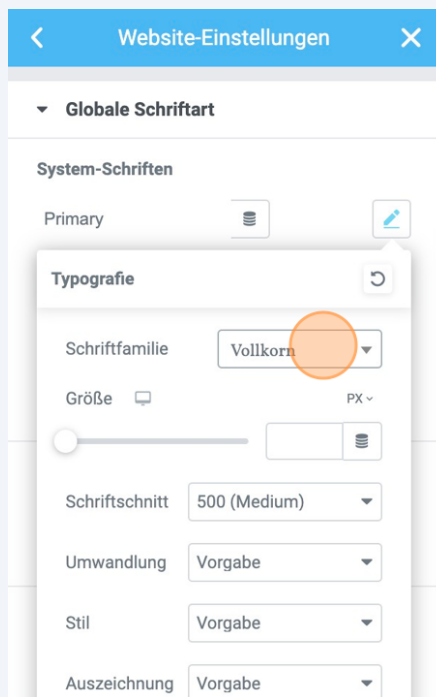 Website-Einstellungen
Globale Schriftart
System-Schriften
Primary
Typografie
Schriftfamilie Vollkorn
Größe PX
Schriftschnitt 500 (Medium)
Umwandlung Vorgabe
Stil Vorgabe
Auszeichnung Vorgabe